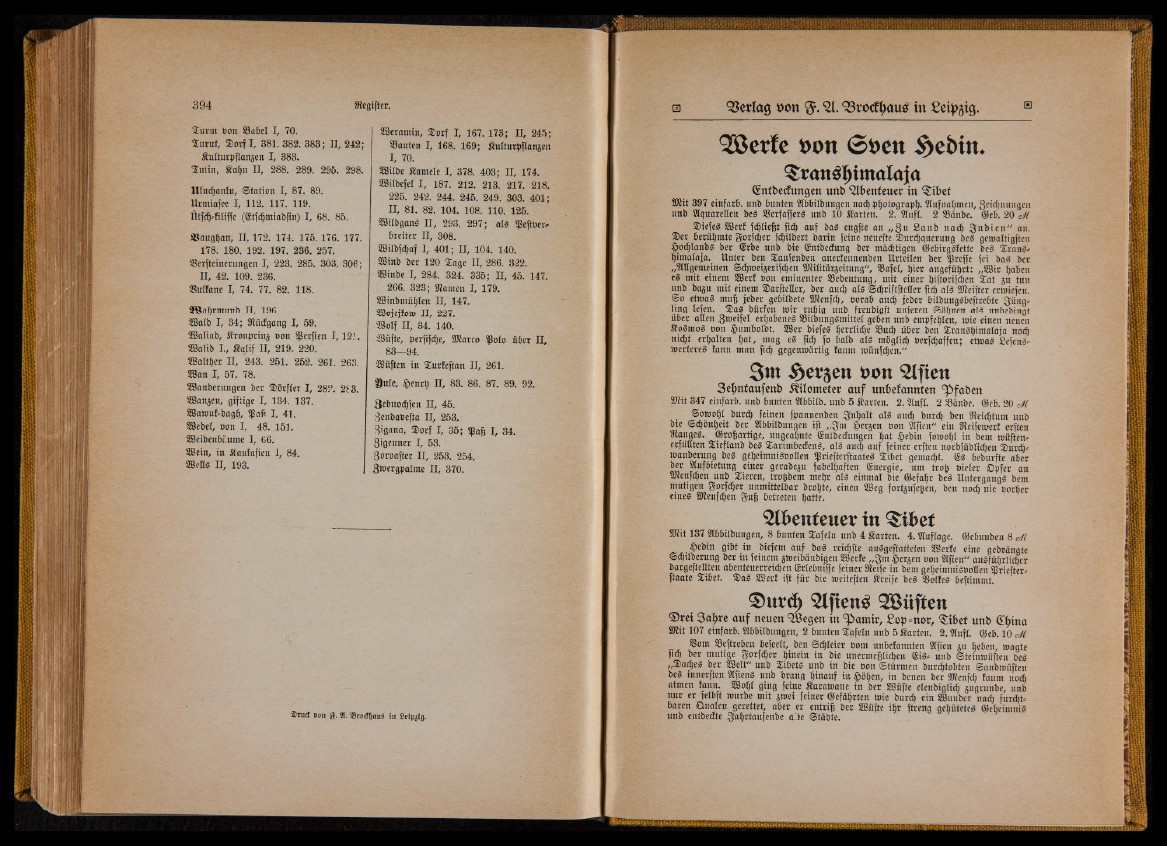 394 Register.
Turm von Babel I, 70.
Turut, Dorf I, 381. 382. 383; II, 242;
Kulturpflanzen I, 383.
Tutin, Kahn II, 288. 289. 295. 298.
Uluchanlu, Station I, 87. 89.
Urmiasee I, 112. 117. 119.
Ütsch-kilisse (Etschmiadsin) I, 68. 85.
Vaughan, II, 172. 174. 175. 176. 177.
178. 180. 192. 197. 236. 257.
Versteinerungen I, 223. 285. 303. 306;
II, 42. 109. 236.
Vulkane I, 74. 77. 82. 118.
Wahrmund II, 196
Wald I, 34; Rückgang I, 59.
Waliab, Kronprinz von Persien I, 121.
Walid I., Kalif II, 219. 220.
Walther II, 243. 251. 252. 261. 263.
Wan I, 57. 78.
Wanderungen der Dörfler I, 282. 283.
Wanzen, giftige I, 134. 137.
Wawuk-dagh, Paß I, 41.
Wedel, von I, 48. 151.
Weidenbäume I, 66.
Wein, in Kaukasien I, 84.
Wells II, 193.
Weramin, Dorf I, 167. 173; II, 245;
Bauten I, 168. 169; Kulturpflanzen
I, 70.
Wilde Kamele I, 378. 403; II, 174.
Wildesel I, 187. 212. 213. 217. 218.
225. 242. 244. 245. 249. 303. 401;
II, 81. 82. 104. 108. 110. 125.
Wildgans II, 293. 297; als Pestver-
breiter II, 308.
Wildschaf I, 401; II, 104. 140.
Wind der 120 Tage II, 286. 322.
Winde I, 284. 324. 335; II, 45. 147.
266. 323; Namen I, 179.
Windmühlen II, 147.
Wojejkow II, 227.
Wolf II, 34. 140.
Wüste, persische, Marco Polo über II,
83—94.
Wüsten in Turkestan II, 261.
Yule, Henry II, 83. 86. 87. 89. 92.
Zebuochsen II, 45.
Zendavesta II, 253.
Zigana, Dorf I, 35; Paß I, 34.
Zigeuner I, 53.
Zoroaster II, 253. 254.
Zwergpalme II, 370.
Druck von F. A. Brockhaus in Leipzig.
Verlag von F. A. Brockhaus in Leipzig.
Werke von Sven Hedin.
Transhimalaja
Entdeckungen und Abenteuer in Tibet
Mit 397 einfarb. und bunten Abbildungen nach photograph. Aufnahmen, Zeichnungen
und Aquarellen des Verfassers und 10 Karten. 2. Aufl. 2 Bände. Geb. 20 ℳ
Dieses Werk schließt sich auf das engste an „Zu Land nach Indien“ an.
Der berühmte Forscher schildert darin seine neueste Durchquerung des gewaltigsten
Hochlands der Erde und die Entdeckung der mächtigen Gebirgskette des Trans-
himalaja. Unter den Tausenden anerkennenden Urteilen der Presse sei das der
„Allgemeinen Schweizerischen Militärzeitung“, Basel, hier angeführt: „Wir haben
es mit einem Werk von eminenter Bedeutung, mit einer historischen Tat zu tun
und dazu mit einem Darsteller, der auch als Schriftsteller sich als Meister erwiesen.
So etwas muß jeder gebildete Mensch, vorab auch jeder bildungsbestrebte Jüng-
ling lesen. Das dürfen wir ruhig und freudigst unseren Söhnen als unbedingt
über allen Zweifel erhabenes Bildungsmittel geben und empfehlen, wie einen neuen
Kosmos von Humboldt. Wer dieses herrliche Buch über den Transhimalaja noch
nicht erhalten hat, mag es sich so bald als möglich verschaffen; etwas Lesens-
werteres kann man sich gegenwärtig kaum wünschen.“
Im Herzen von Asien
Zehntausend Kilometer auf unbekannten Pfaden
Mit 347 einfarb. und bunten Abbild. und 5 Karten. 2. Aufl. 2 Bände. Geb. 20 ℳ
Sowohl durch seinen spannenden Inhalt als auch durch den Reichtum und
die Schönheit der Abbildungen ist „Im Herzen von Asien“ ein Reisewerk ersten
Ranges. Großartige, ungeahnte Entdeckungen hat Hedin sowohl in dem wüsten-
erfüllten Tiefland des Tarimbeckens, als auch auf seiner ersten nordsüdlichen Durch-
wanderung des geheimnisvollen Priesterstaates Tibet gemacht. Es bedurfte aber
der Aufbietung einer geradezu fabelhaften Energie, um trotz vieler Opfer an
Menschen und Tieren, trotzdem mehr als einmal die Gefahr des Untergangs dem
mutigen Forscher unmittelbar drohte, einen Weg fortzusetzen, den noch nie vorher
eines Menschen Fuß betreten hatte.
Abenteuer in Tibet
Mit 137 Abbildungen, 8 bunten Tafeln und 4 Karten. 4. Auflage. Gebunden 8 ℳ
Hedin gibt in diesem auf das reichste ausgestatteten Werke eine gedrängte
Schilderung der in seinem zweibändigen Werke „Im Herzen von Asien“ ausführlicher
dargestellten abenteuerreichen Erlebnisse seiner Reise in dem geheimnisvollen Priester-
staate Tibet. Das Werk ist für die weitesten Kreise des Volkes bestimmt.
Durch Asiens Wüsten
Drei Jahre auf neuen Wegen in Pamir, Lop-nor, Tibet und China
Mit 107 einfarb. Abbildungen, 2 bunten Tafeln und 5 Karten. 2. Aufl. Geb. 10 ℳ
Vom Bestreben beseelt, den Schleier vom unbekannten Asien zu heben, wagte
sich der mutige Forscher hinein in die unermeßlichen Eis- und Steinwüsten des
„Daches der Welt“ und Tibets und in die von Stürmen durchtobten Sandwüsten
des innersten Asiens und drang hinauf in Höhen, in denen der Mensch kaum noch
atmen kann. Wohl ging seine Karawane in der Wüste elendiglich zugrunde, und
nur er selbst wurde mit zwei seiner Gefährten wie durch ein Wunder nach furcht-
baren Qualen gerettet, aber er entriß der Wüste ihr streng gehütetes Geheimnis
und entdeckte Jahrtausende alte Städte.